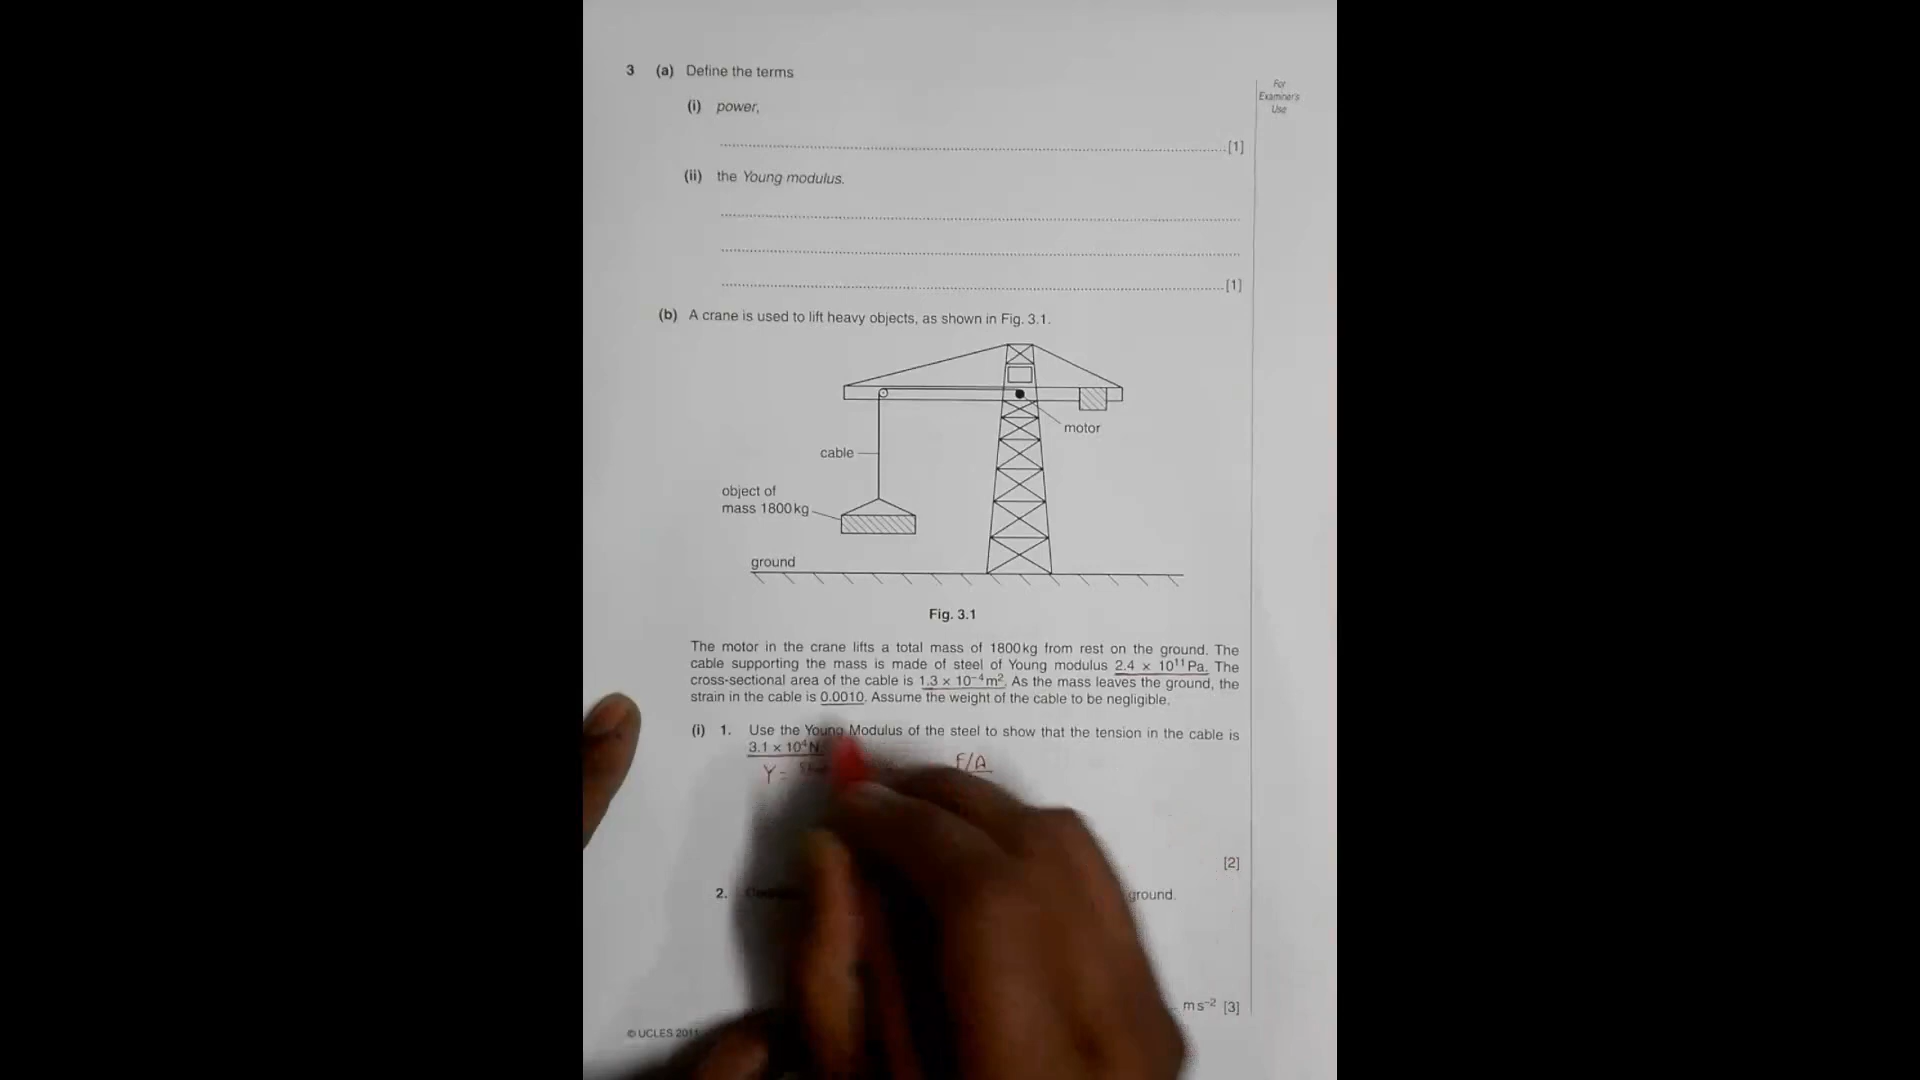 3 (a) Define the terms
For
Examiner's
Use
(i) power,
[1]
(ii) the Young modulus.
[1]
(b) A crane is used to lift heavy objects, as shown in Fig. 3.1.
motor
cable
object of
mass 1800 kg
ground
Fig. 3.1
The motor in the crane lifts a total mass of 1800 kg from rest on the ground. The
cable supporting the mass is made of steel of Young modulus 2.4 × 10¹¹ Pa. The
cross-sectional area of the cable is 1.3 × 10⁻⁴ m². As the mass leaves the ground, the
strain in the cable is 0.0010. Assume the weight of the cable to be negligible.
(i) 1. Use the Young Modulus of the steel to show that the tension in the cable is
3.1 × 10⁴ N.
Y =
F/A
[2]
2.
ground.
m s⁻² [3]
© UCLES 2011